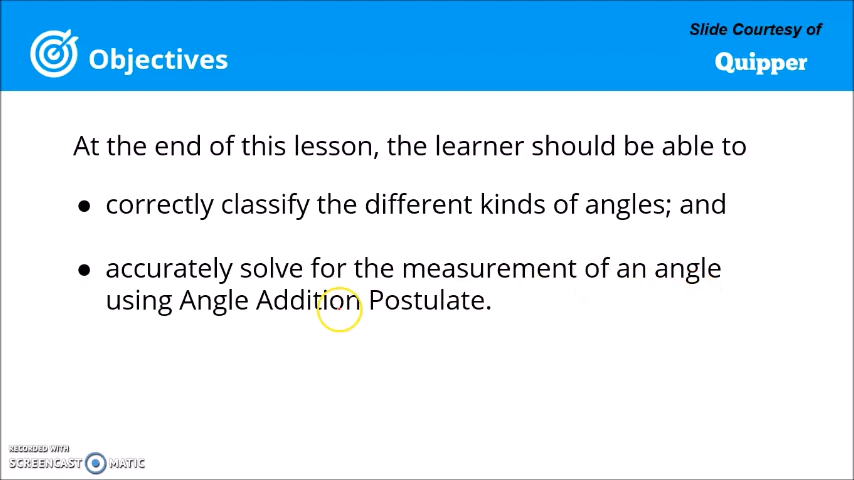 Slide Courtesy of
Objectives
Quipper
At the end of this lesson, the learner should be able to
● correctly classify the different kinds of angles; and
● accurately solve for the measurement of an angle
using Angle Addition Postulate.
RECORDED WITH
SCREENCAST MATIC